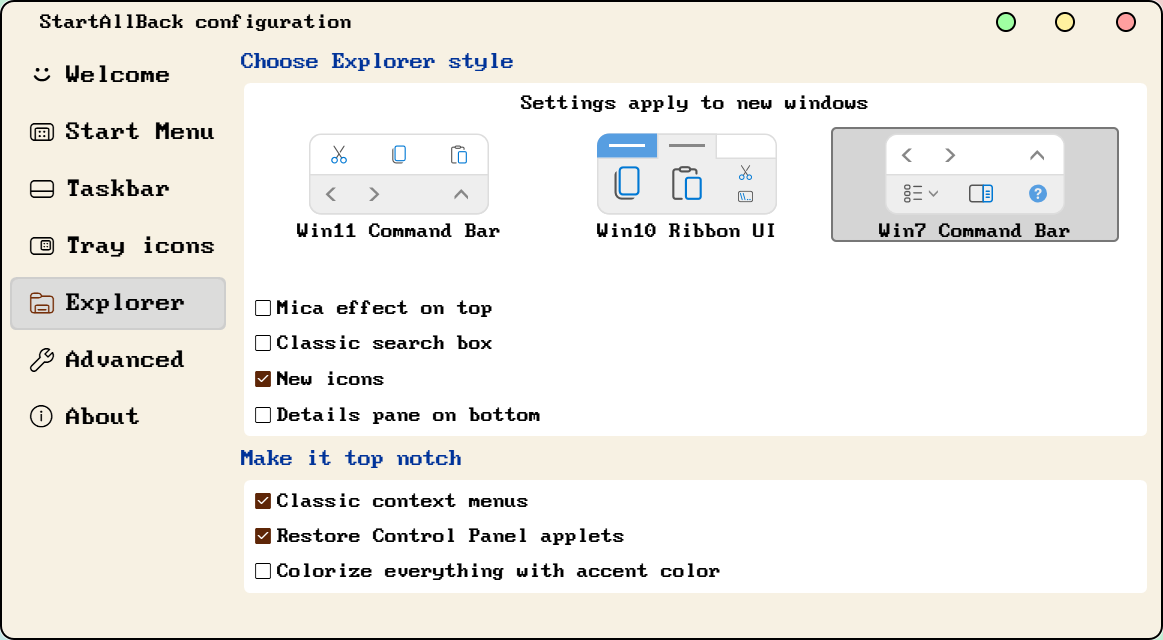 StartAllBack configuration
Welcome
Start Menu
Taskbar
Tray icons
Explorer
Advanced
About
Choose Explorer style
Settings apply to new windows
Win11 Command Bar
Win10 Ribbon UI
\\..
?
Win7 Command Bar
Mica effect on top
Classic search box
New icons
Details pane on bottom
Make it top notch
Classic context menus
Restore Control Panel applets
Colorize everything with accent color